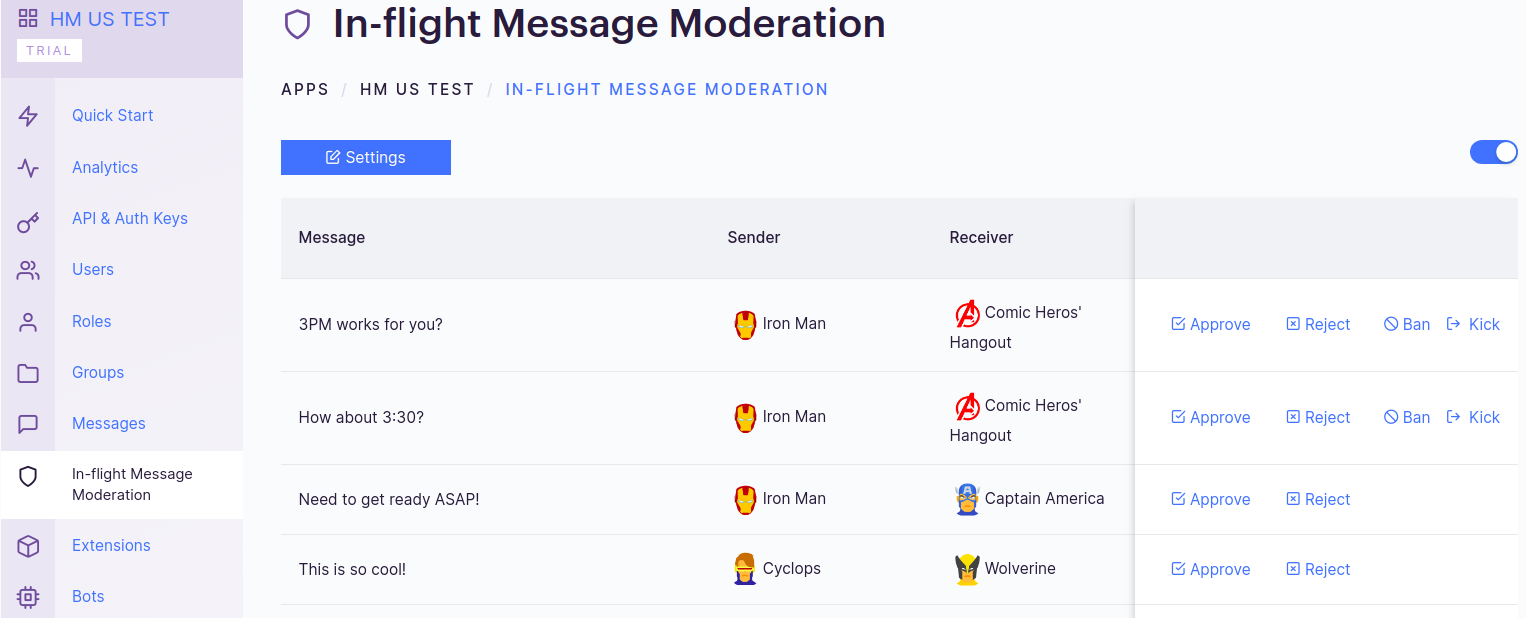 HM US TEST
TRIAL
Quick Start
Analytics
API & Auth Keys
Users
Roles
Groups
Messages
In-flight Message
Moderation
Extensions
Bots
In-flight Message Moderation
APPS / HM US TEST / IN-FLIGHT MESSAGE MODERATION
Settings
Message Sender Receiver
3PM works for you? Iron Man Comic Heros' Approve Reject Ban Kick
Hangout
How about 3:30? Iron Man Comic Heros' Approve Reject Ban Kick
Hangout
Need to get ready ASAP! Iron Man Captain America Approve Reject
This is so cool! Cyclops Wolverine Approve Reject